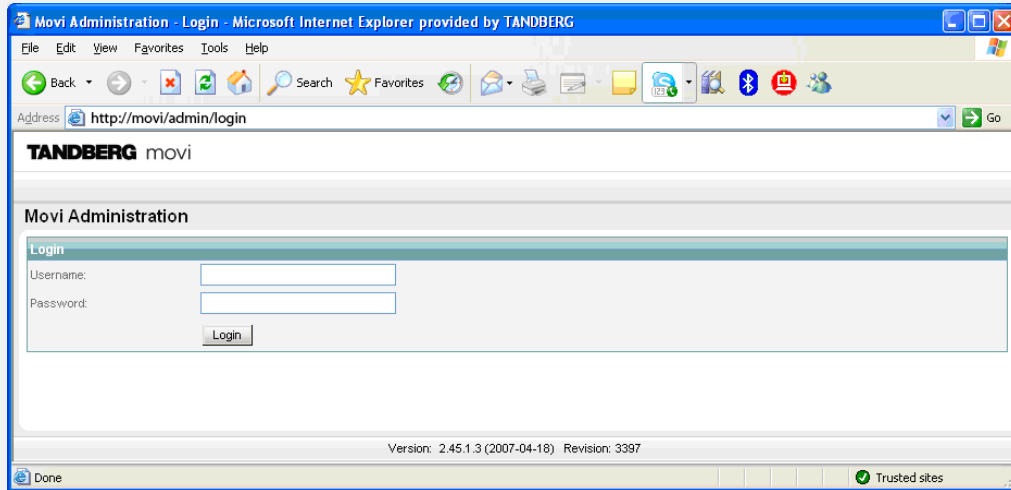 Movi Administration - Login - Microsoft Internet Explorer provided by TANDBERG
File Edit View Favorites Tools Help
Back Search Favorites
Address http://movi/admin/login Go
TANDBERG movi
Movi Administration
Login
Username:
Password:
Login
Version: 2.45.1.3 (2007-04-18) Revision: 3397
Done Trusted sites